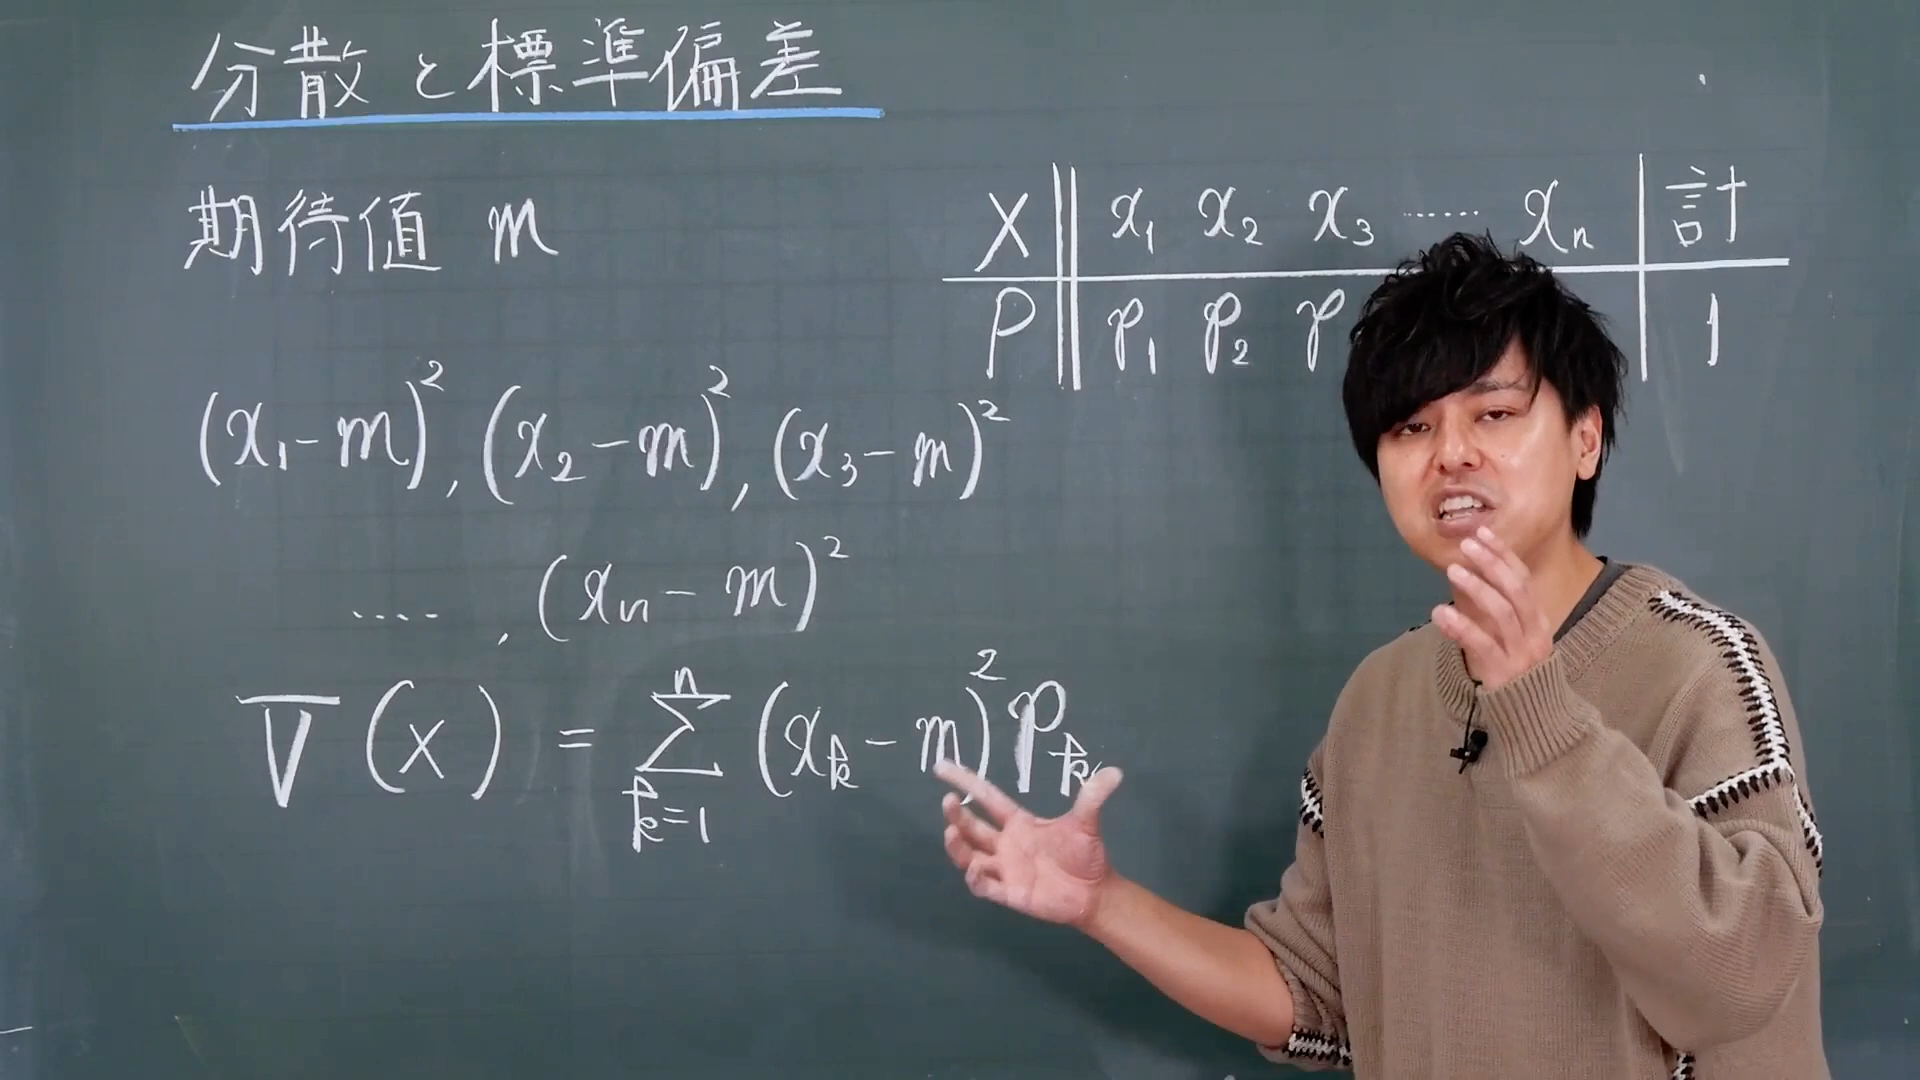 分散と標準偏差
期待値 m
X x₁ x₂ x₃ …… xₙ 計
P p₁ p₂ p 1
(x₁-m)², (x₂-m)², (x₃-m)²
…., (xₙ-m)²
V(X) = Σ[k=1→n] (xₖ-m)² Pₖ